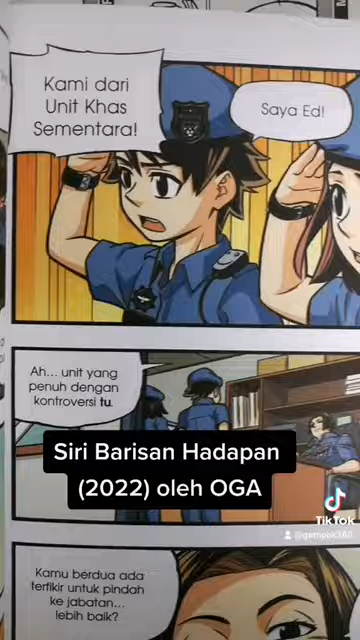 Kami dari
Unit Khas
Sementara!
Saya Ed!
Ah... unit yang
penuh dengan
kontroversi tu.
Siri Barisan Hadapan
(2022) oleh OGA
TikTok
@gempak360
Kamu berdua ada
terfikir untuk pindah
ke jabatan...
lebih baik?